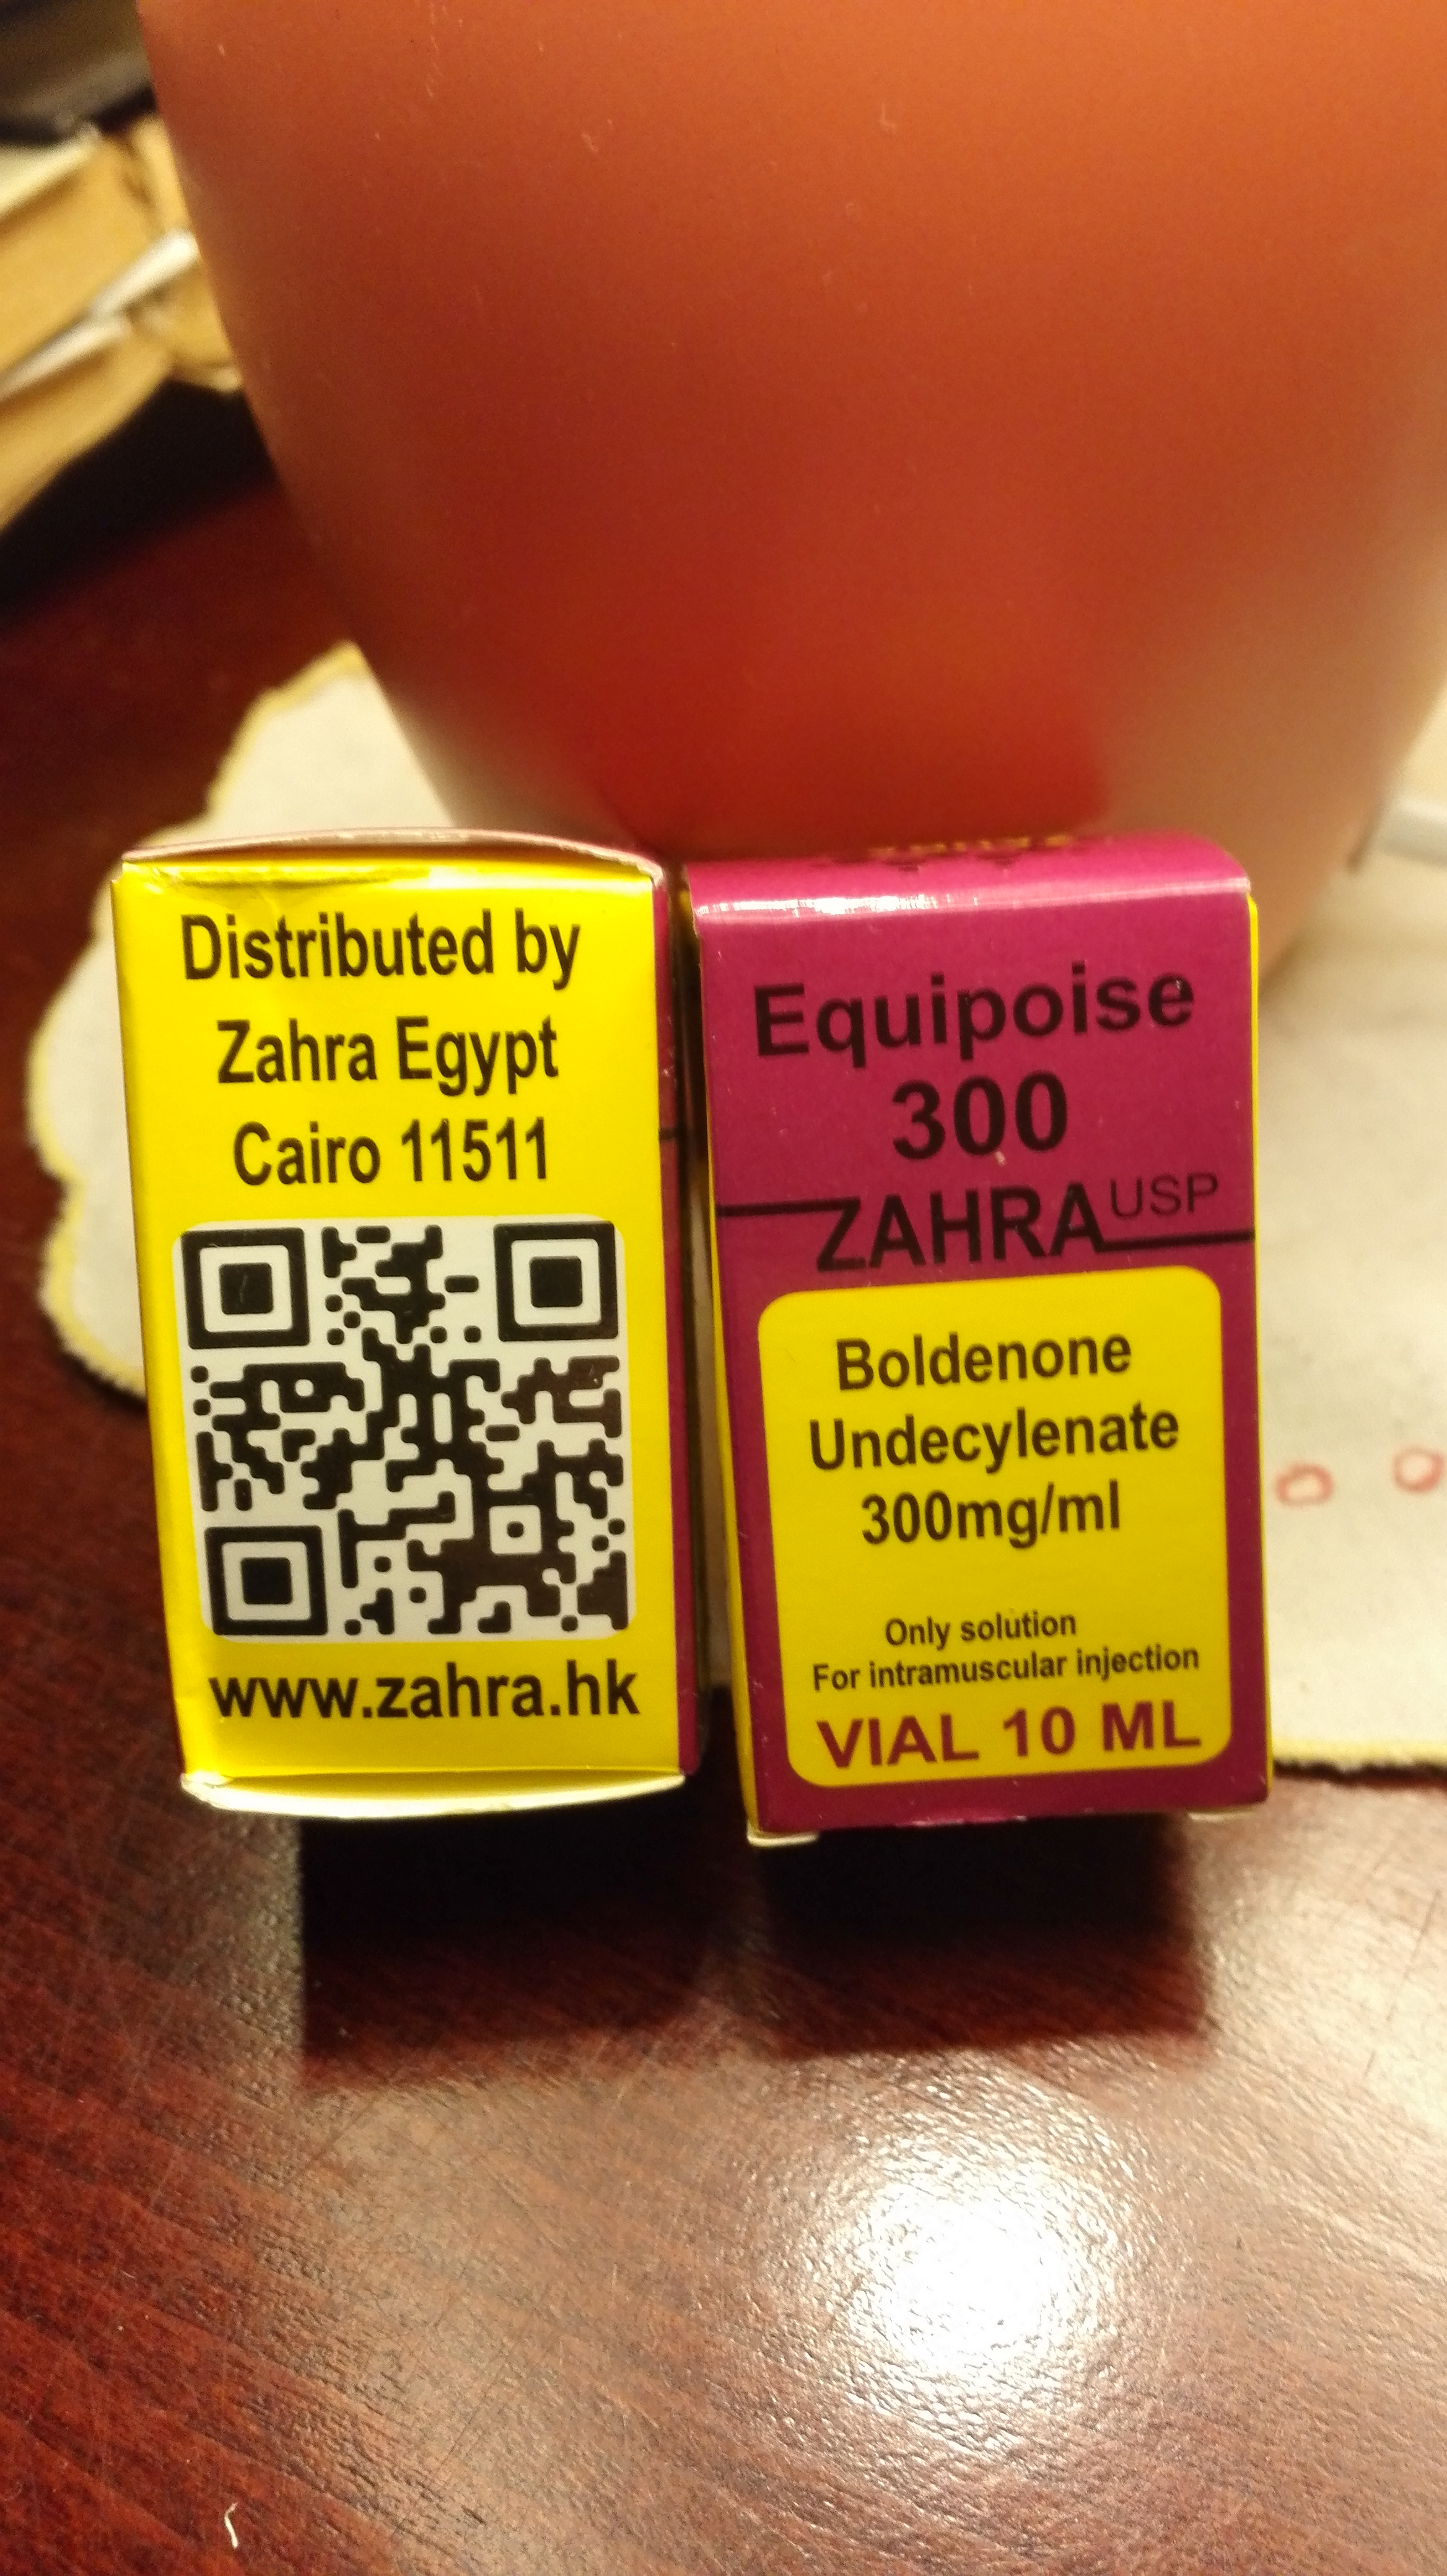 Distributed by
Zahra Egypt
Cairo 11511
www.zahra.hk
Equipoise
300
ZAHRA USP
Boldenone
Undecylenate
300mg/ml
Only solution
For intramuscular injection
VIAL 10 ML